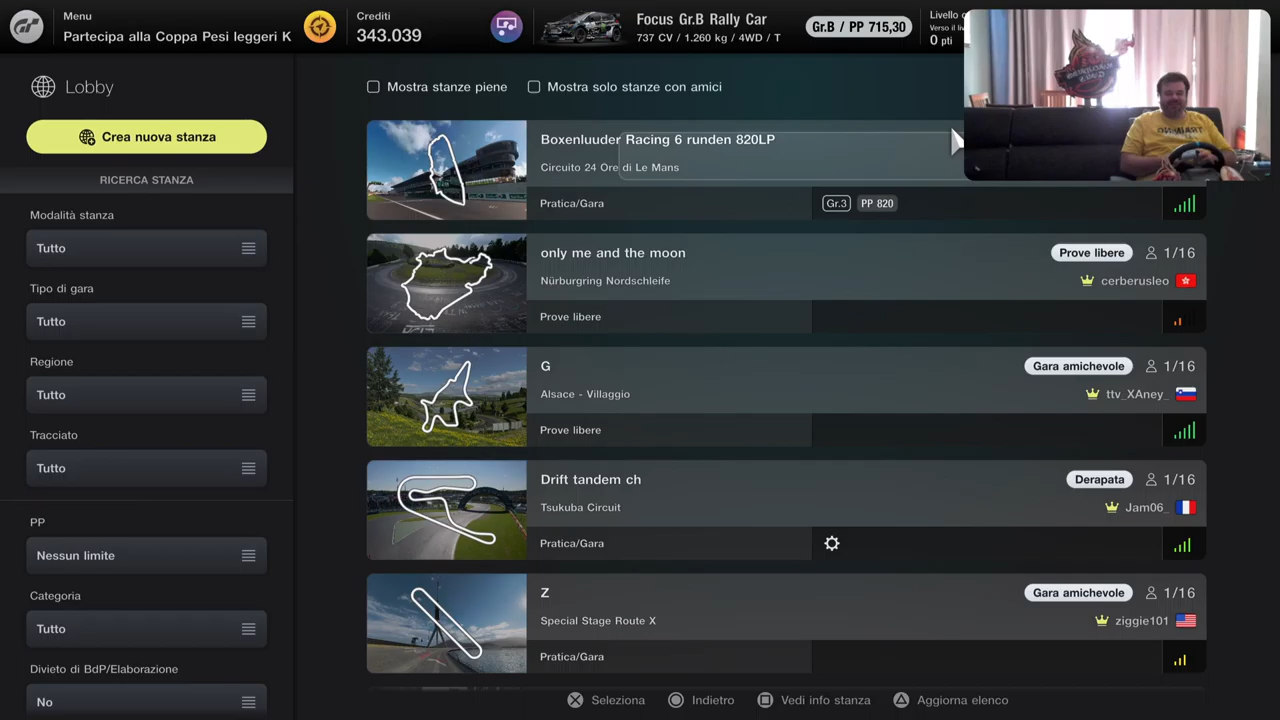 Menu
Partecipa alla Coppa Pesi leggeri K
Crediti
343.039
Focus Gr.B Rally Car
737 CV / 1.260 kg / 4WD / T
Gr.B / PP 715,30
Livello
Verso il
0 pti
Lobby
Crea nuova stanza
RICERCA STANZA
Modalità stanza
Tutto
Tipo di gara
Tutto
Regione
Tutto
Tracciato
Tutto
PP
Nessun limite
Categoria
Tutto
Divieto di BdP/Elaborazione
No
Mostra stanze piene
Mostra solo stanze con amici
Boxenluuder Racing 6 runden 820LP
Circuito 24 Ore di Le Mans
Pratica/Gara
Gr.3
PP 820
only me and the moon
Prove libere
1/16
Nürburgring Nordschleife
cerberusleo
Prove libere
G
Gara amichevole
1/16
Alsace - Villaggio
ttv_XAney_
Prove libere
Drift tandem ch
Derapata
1/16
Tsukuba Circuit
Jam06_
Pratica/Gara
Z
Gara amichevole
1/16
Special Stage Route X
ziggie101
Pratica/Gara
Seleziona
Indietro
Vedi info stanza
Aggiorna elenco